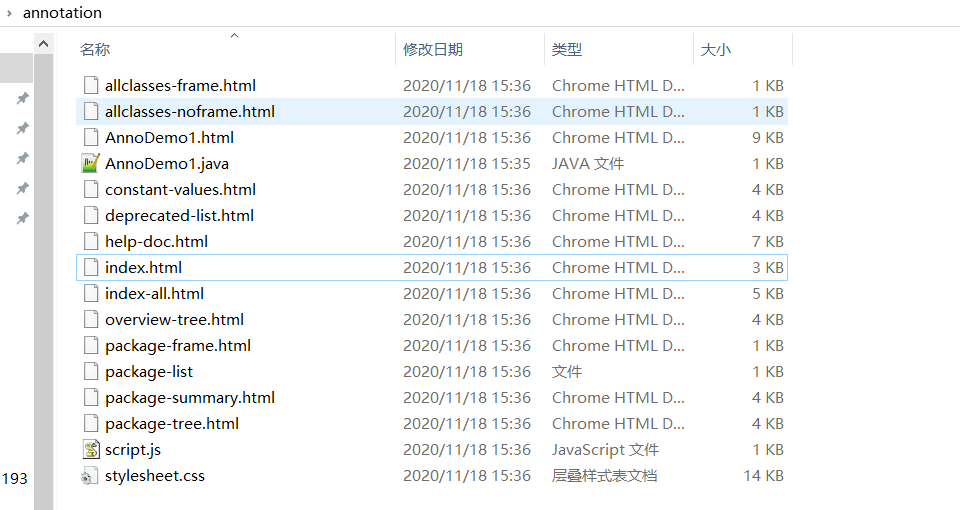 annotation
名称 修改日期 类型 大小
allclasses-frame.html 2020/11/18 15:36 Chrome HTML D... 1 KB
allclasses-noframe.html 2020/11/18 15:36 Chrome HTML D... 1 KB
AnnoDemo1.html 2020/11/18 15:36 Chrome HTML D... 9 KB
AnnoDemo1.java 2020/11/18 15:35 JAVA 文件 1 KB
constant-values.html 2020/11/18 15:36 Chrome HTML D... 4 KB
deprecated-list.html 2020/11/18 15:36 Chrome HTML D... 4 KB
help-doc.html 2020/11/18 15:36 Chrome HTML D... 7 KB
index.html 2020/11/18 15:36 Chrome HTML D... 3 KB
index-all.html 2020/11/18 15:36 Chrome HTML D... 5 KB
overview-tree.html 2020/11/18 15:36 Chrome HTML D... 4 KB
package-frame.html 2020/11/18 15:36 Chrome HTML D... 1 KB
package-list 2020/11/18 15:36 文件 1 KB
package-summary.html 2020/11/18 15:36 Chrome HTML D... 4 KB
package-tree.html 2020/11/18 15:36 Chrome HTML D... 4 KB
script.js 2020/11/18 15:36 JavaScript 文件 1 KB
193 stylesheet.css 2020/11/18 15:36 层叠样式表文档 14 KB